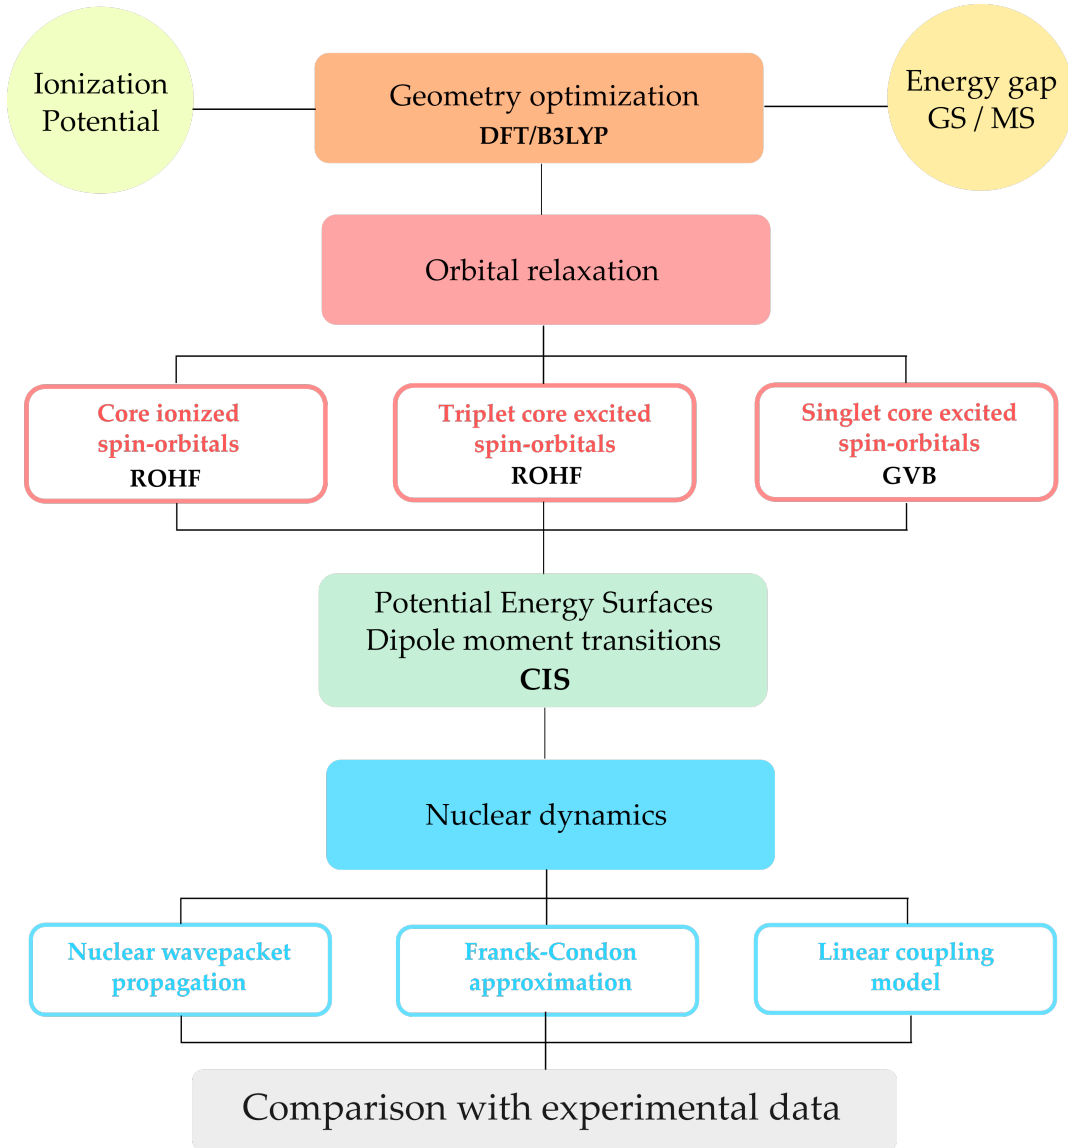 Ionization
Potential
Geometry optimization
DFT/B3LYP
Energy gap
GS / MS
Orbital relaxation
Core ionized
spin-orbitals
ROHF
Triplet core excited
spin-orbitals
ROHF
Singlet core excited
spin-orbitals
GVB
Potential Energy Surfaces
Dipole moment transitions
CIS
Nuclear dynamics
Nuclear wavepacket
propagation
Franck-Condon
approximation
Linear coupling
model
Comparison with experimental data